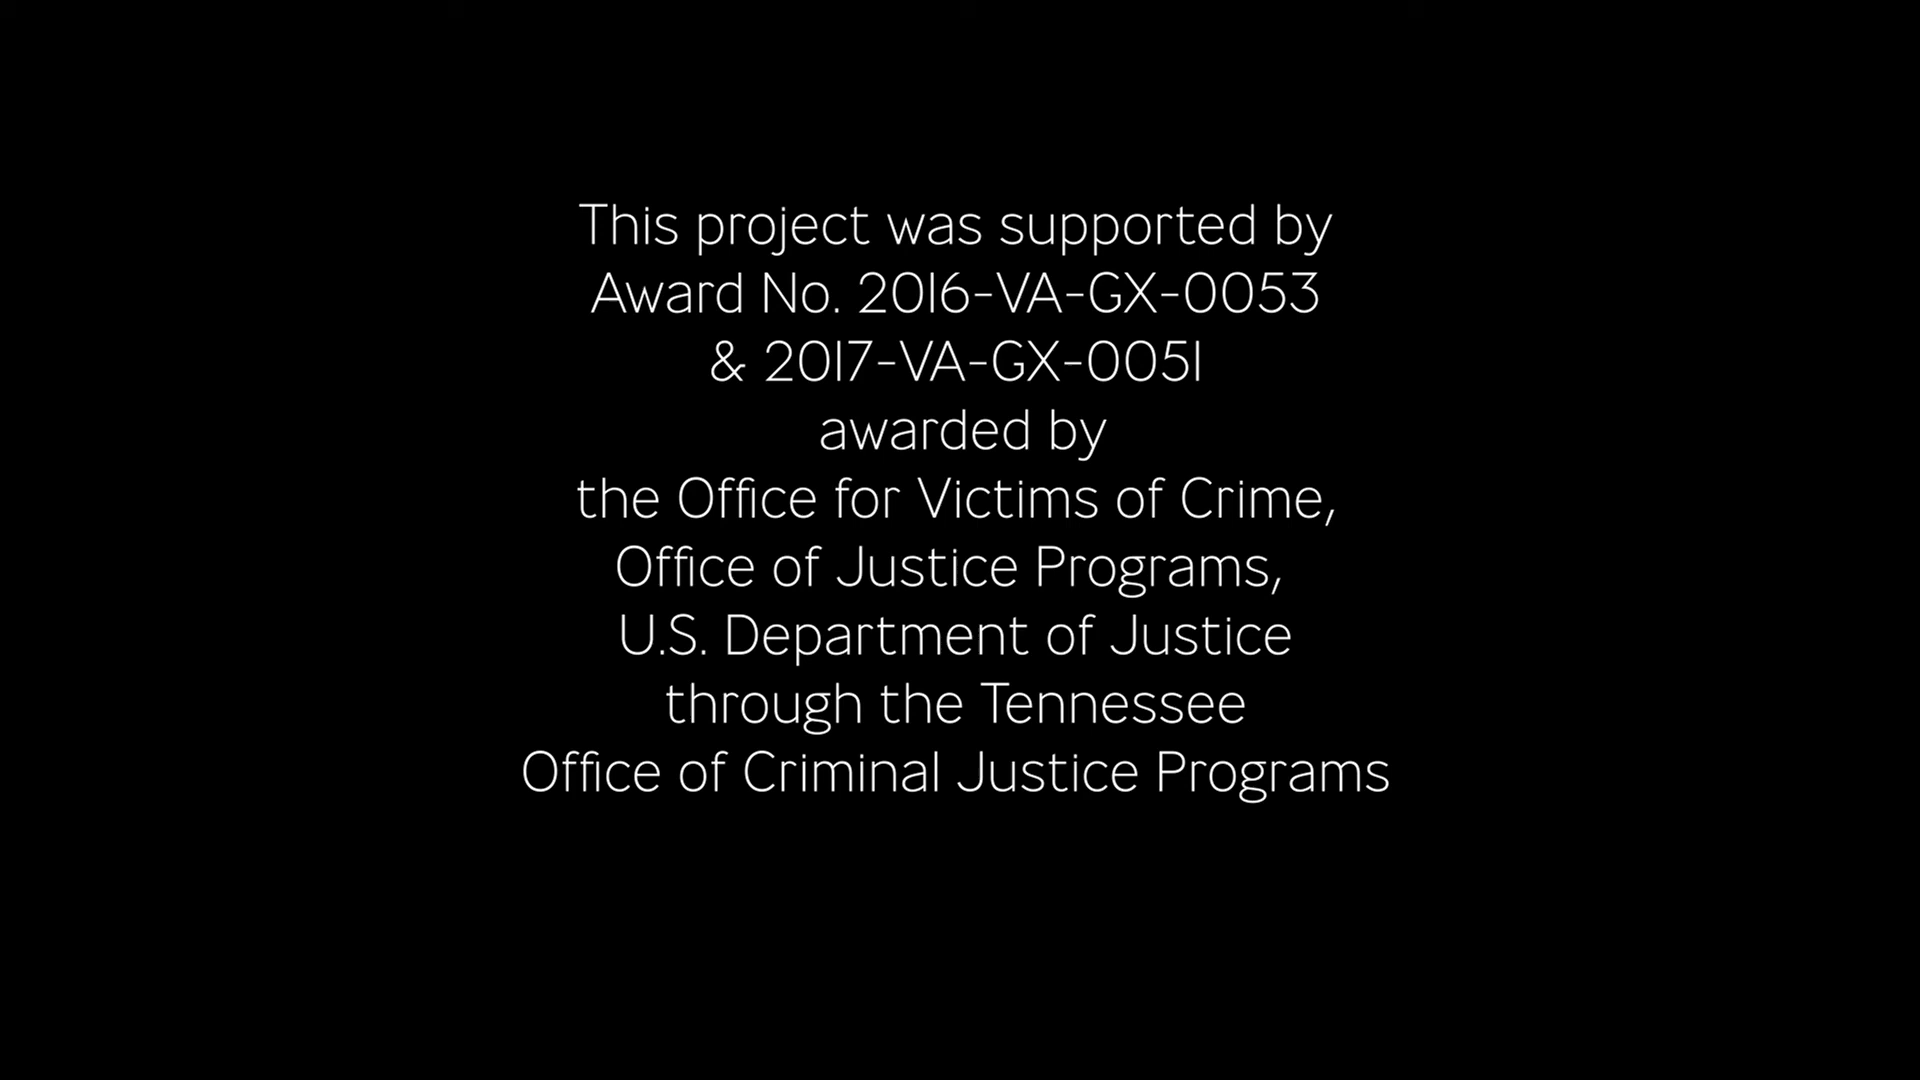 This project was supported by
Award No. 2016-VA-GX-0053
& 2017-VA-GX-0051
awarded by
the Office for Victims of Crime,
Office of Justice Programs,
U.S. Department of Justice
through the Tennessee
Office of Criminal Justice Programs